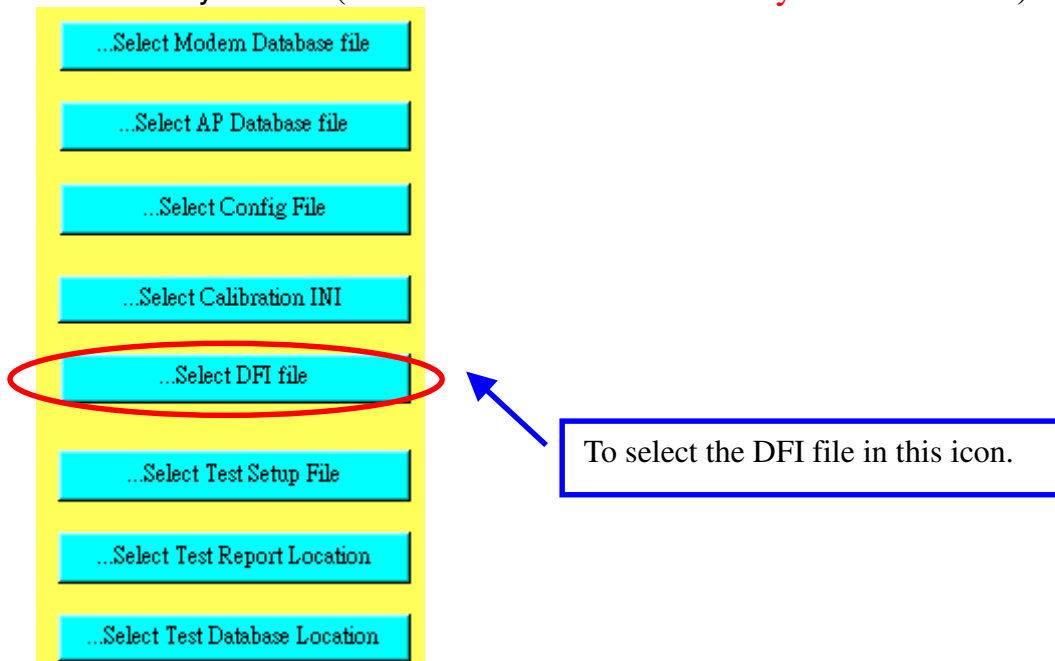 ...Select Modem Database file
...Select AP Database file
...Select Config File
...Select Calibration INI
...Select DFI file
To select the DFI file in this icon.
...Select Test Setup File
...Select Test Report Location
...Select Test Database Location